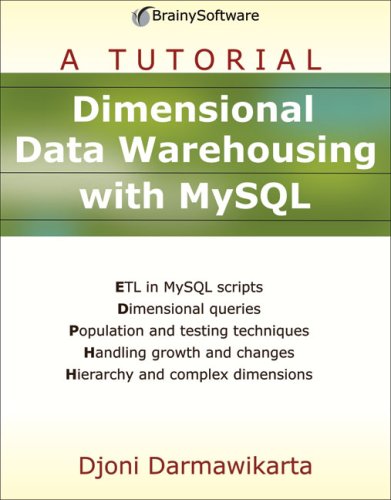 BrainySoftware
A TUTORIAL
Dimensional
Data Warehousing
with MySQL
ETL in MySQL scripts
Dimensional queries
Population and testing techniques
Handling growth and changes
Hierarchy and complex dimensions
Djoni Darmawikarta